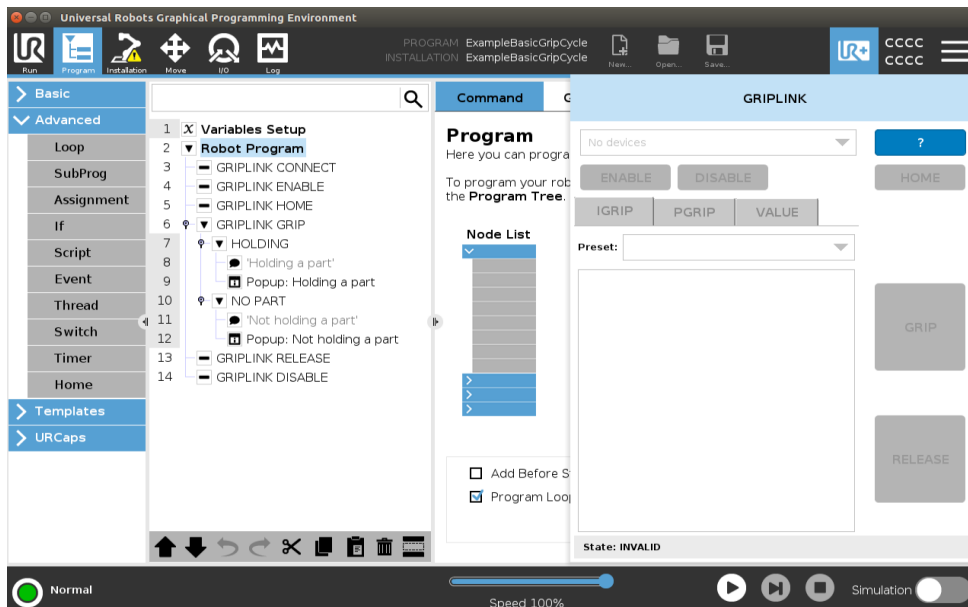 Universal Robots Graphical Programming Environment
Run
Program
Installation
Move
I/O
Log
PROGRAM ExampleBasicGripCycle
INSTALLATION ExampleBasicGripCycle
New...
Open...
Save...
UR+
CCCC
CCCC
Basic
Advanced
Loop
SubProg
Assignment
If
Script
Event
Thread
Switch
Timer
Home
Templates
URCaps
1 X Variables Setup
2 Robot Program
3 GRIPLINK CONNECT
4 GRIPLINK ENABLE
5 GRIPLINK HOME
6 GRIPLINK GRIP
7 HOLDING
8 'Holding a part'
9 Popup: Holding a part
10 NO PART
11 'Not holding a part'
12 Popup: Not holding a part
13 GRIPLINK RELEASE
14 GRIPLINK DISABLE
Command
G
Program
Here you can progra
To program your rob
the Program Tree.
Node List
Add Before S
Program Loo
GRIPLINK
No devices
?
ENABLE
DISABLE
HOME
IGRIP
PGRIP
VALUE
Preset:
GRIP
RELEASE
State: INVALID
Normal
Speed 100%
Simulation